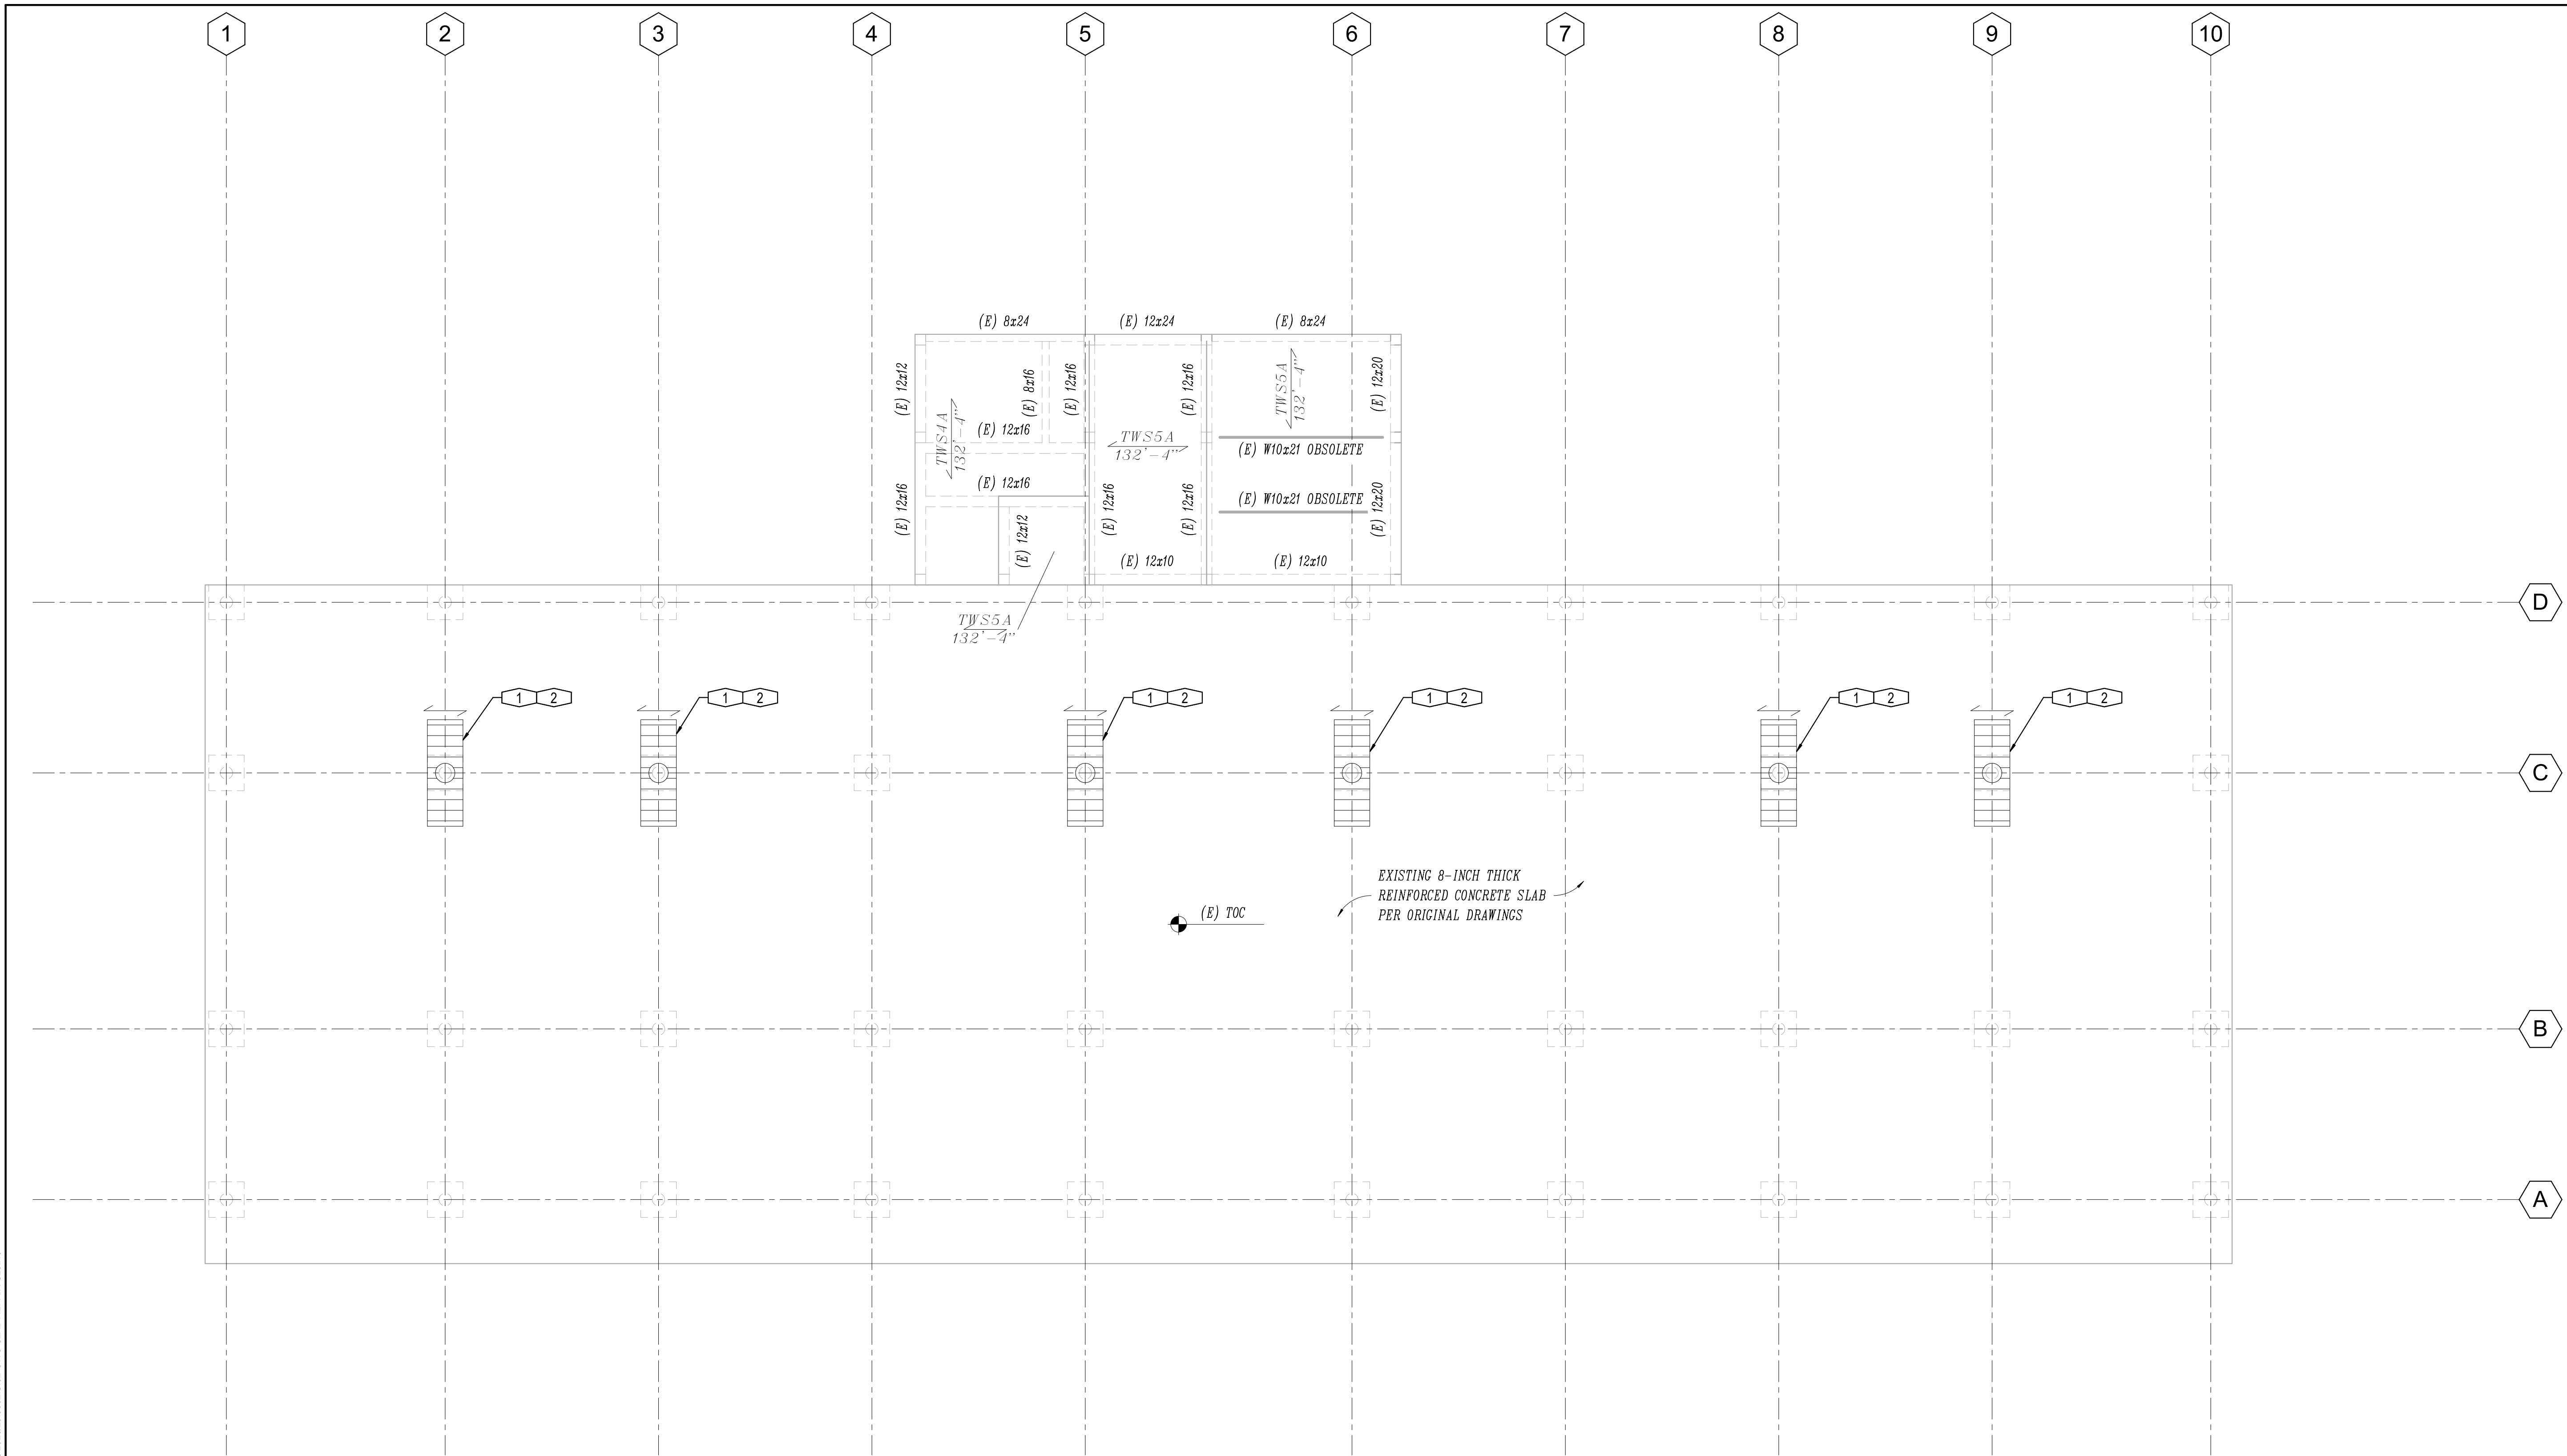 1 2 3 4 5 6 7 8 9 10
(E) 8x24
(E) 12x24
(E) 8x24
(E) 12x12
(E) 8x16
(E) 12x16
(E) 12x16
TWS5A
132'-4"
(E) 12x20
TWS4A
132'-4"
(E) 12x16
TWS5A
132'-4"
(E) W10x21 OBSOLETE
(E) 12x16
(E) 12x16
(E) W10x21 OBSOLETE
(E) 12x16
(E) 12x16
(E) 12x20
(E) 12x12
(E) 12x10
(E) 12x10
D
TWS5A
132'-4"
1 2
1 2
1 2
1 2
1 2
1 2
C
EXISTING 8-INCH THICK
REINFORCED CONCRETE SLAB
PER ORIGINAL DRAWINGS
(E) TOC
B
A